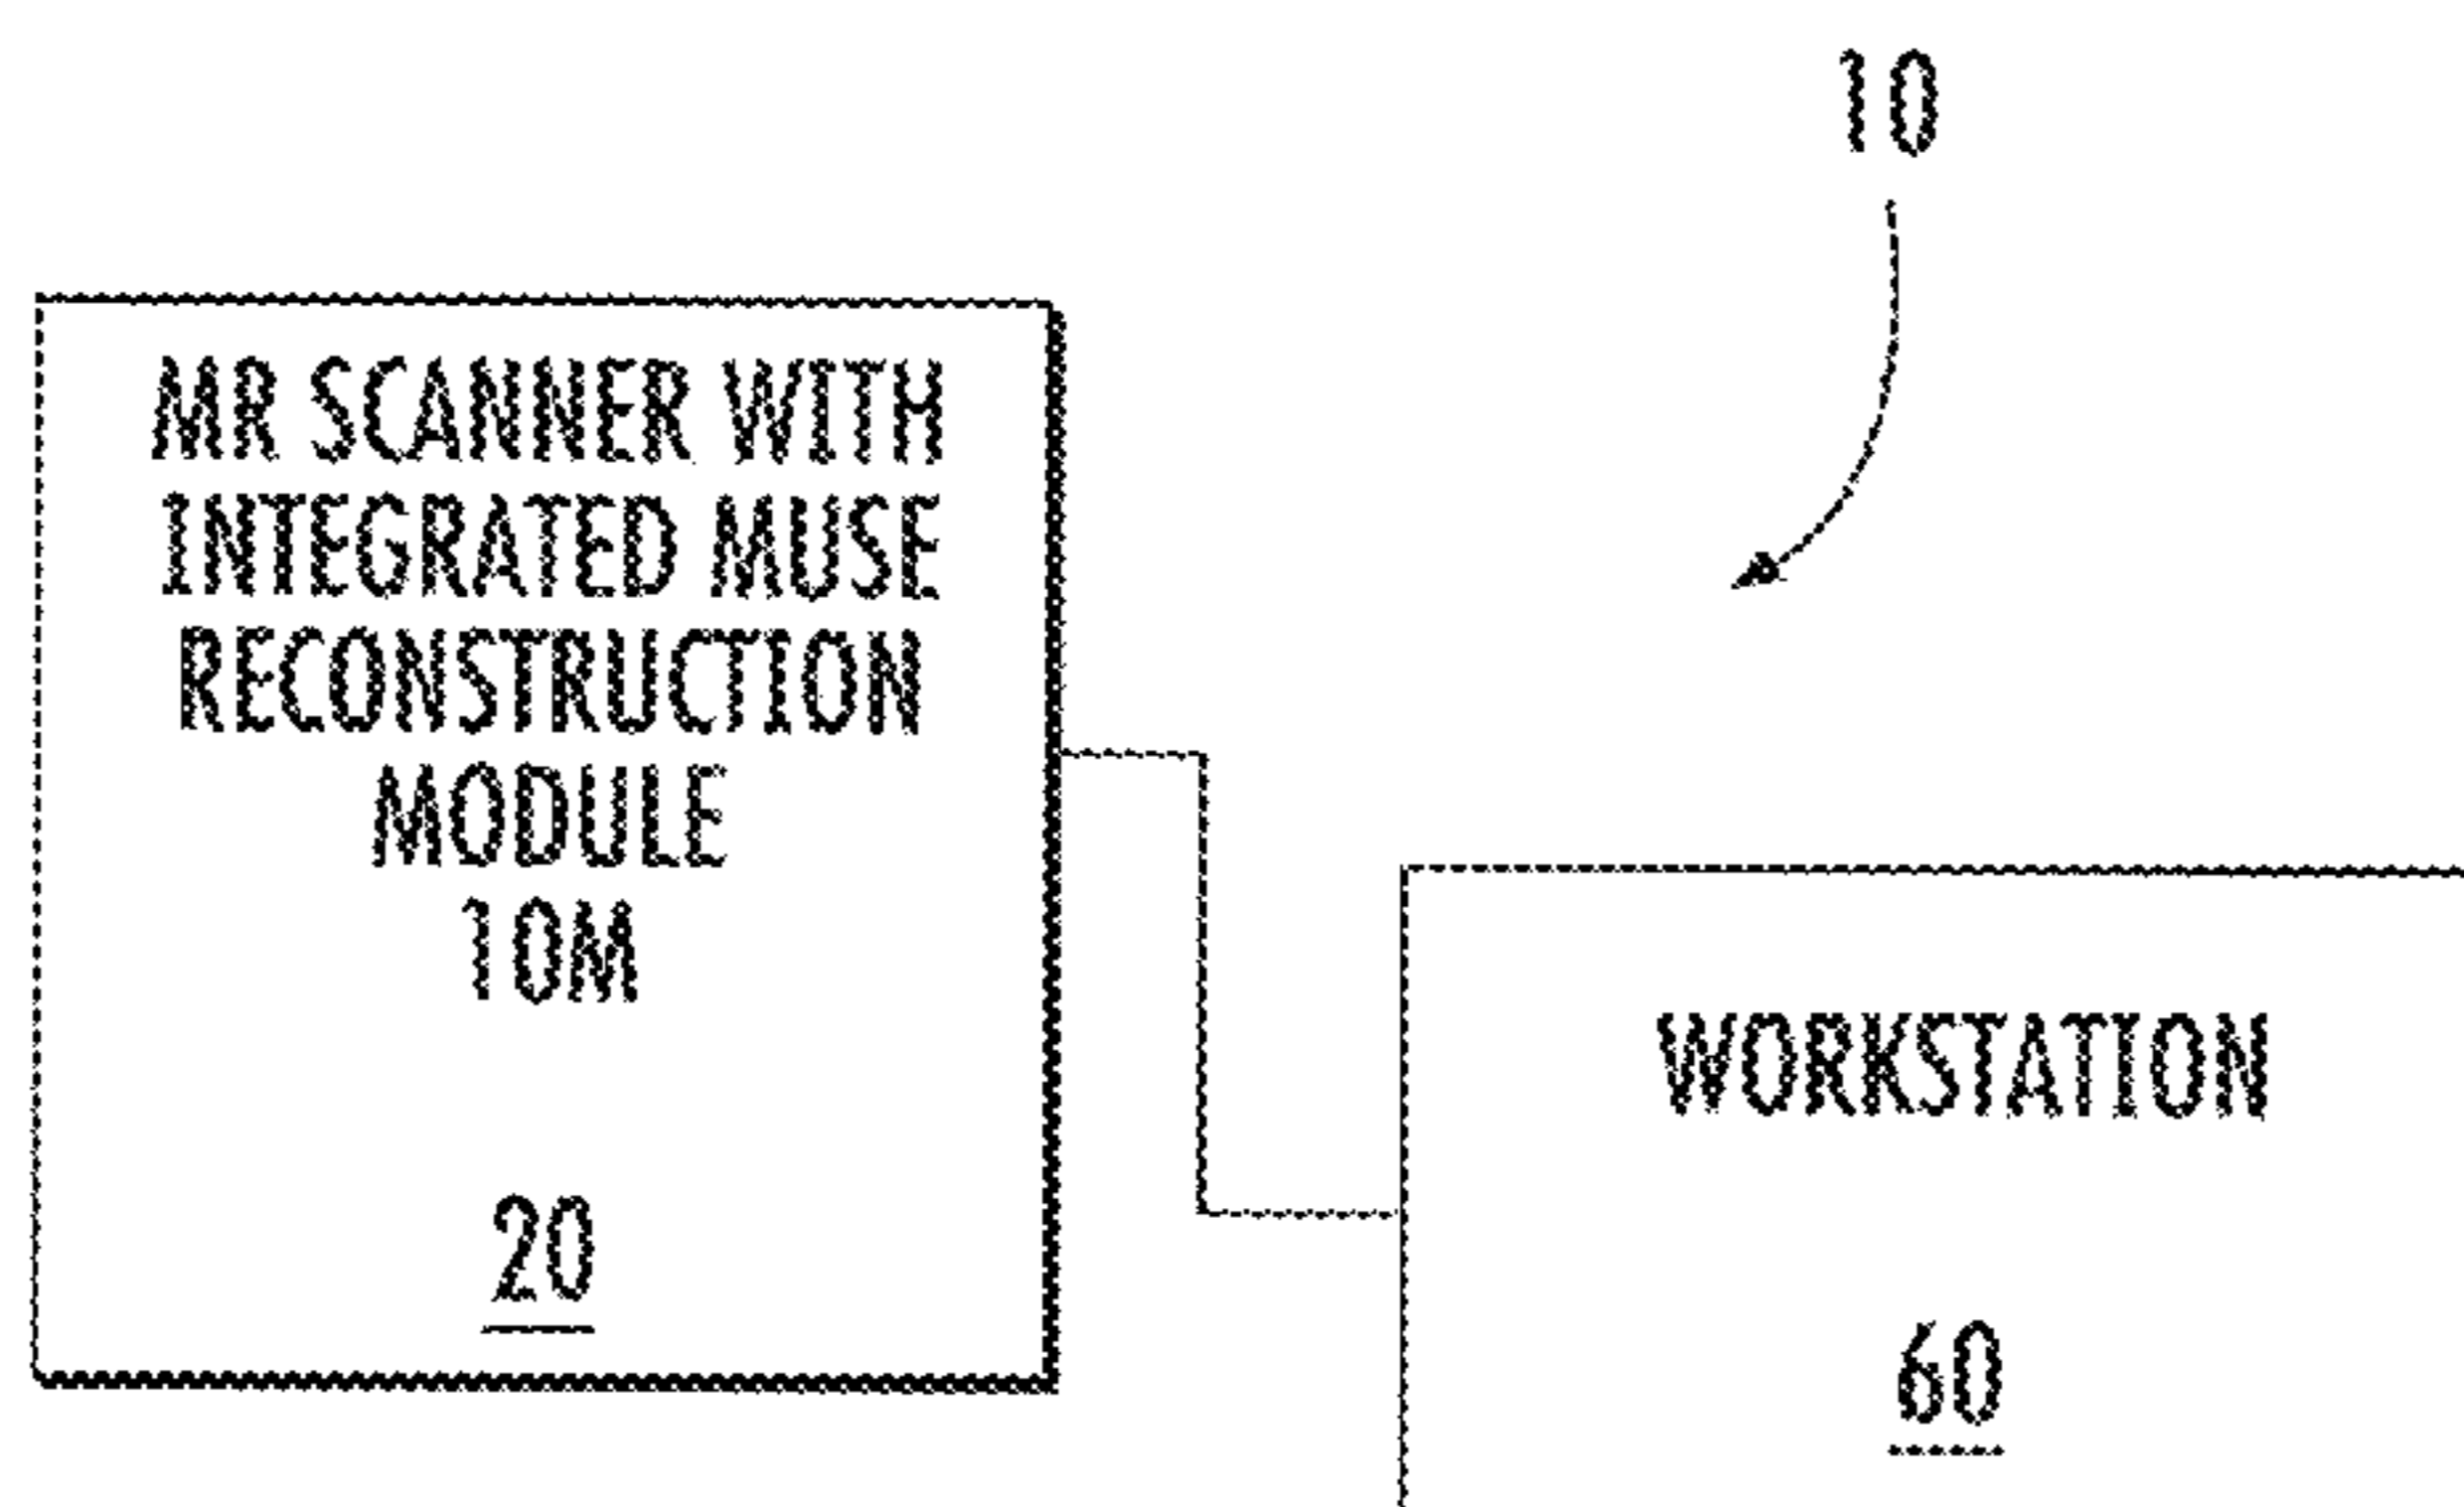 10
MR SCANNER WITH
INTEGRATED MUSE
RECONSTRUCTION
MODULE
10M
20
WORKSTATION
60